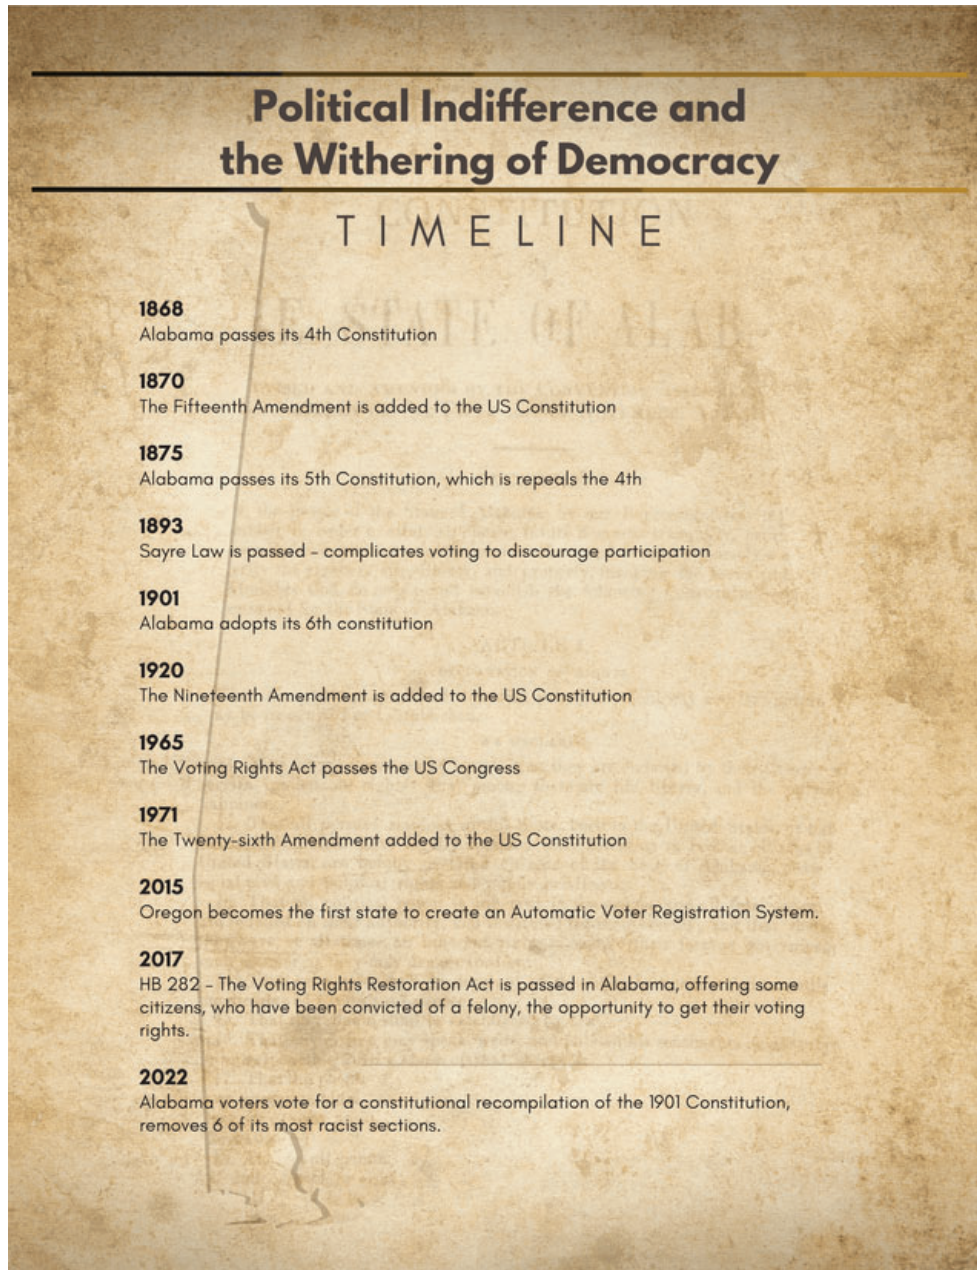 Political Indifference and
the Withering of Democracy
TIMELINE
1868
Alabama passes its 4th Constitution
1870
The Fifteenth Amendment is added to the US Constitution
1875
Alabama passes its 5th Constitution, which is repeals the 4th
1893
Sayre Law is passed - complicates voting to discourage participation
1901
Alabama adopts its 6th constitution
1920
The Nineteenth Amendment is added to the US Constitution
1965
The Voting Rights Act passes the US Congress
1971
The Twenty-sixth Amendment added to the US Constitution
2015
Oregon becomes the first state to create an Automatic Voter Registration System.
2017
HB 282 - The Voting Rights Restoration Act is passed in Alabama, offering some
citizens, who have been convicted of a felony, the opportunity to get their voting
rights.
2022
Alabama voters vote for a constitutional recompilation of the 1901 Constitution,
removes 6 of its most racist sections.